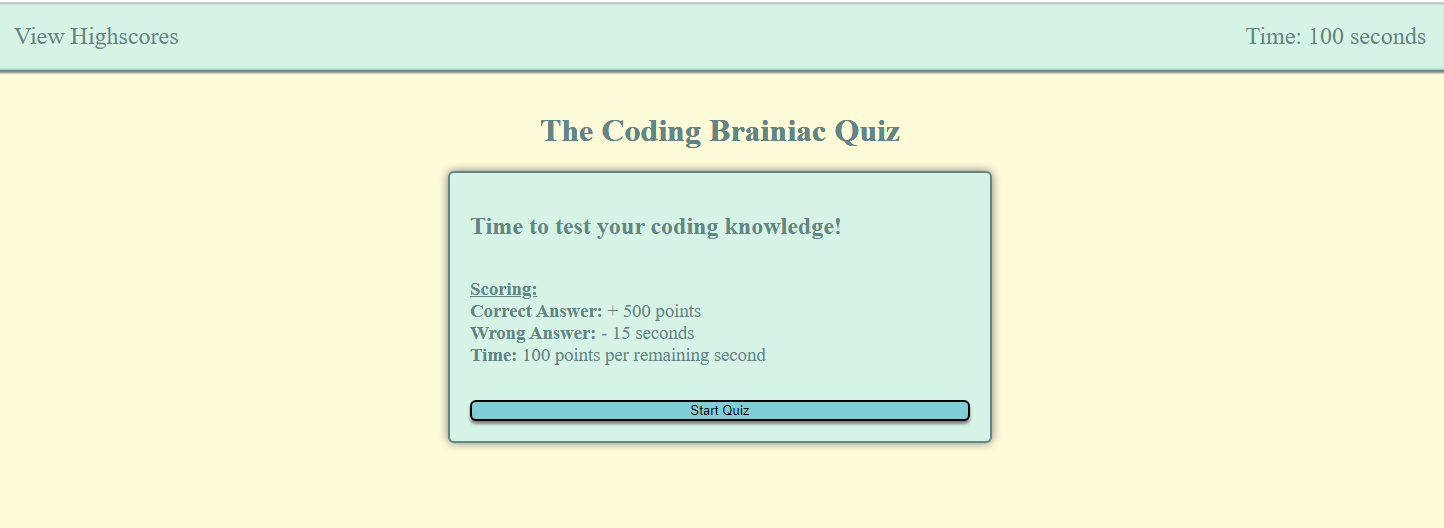 View Highscores
Time: 100 seconds
The Coding Brainiac Quiz
Time to test your coding knowledge!
Scoring:
Correct Answer: + 500 points
Wrong Answer: - 15 seconds
Time: 100 points per remaining second
Start Quiz